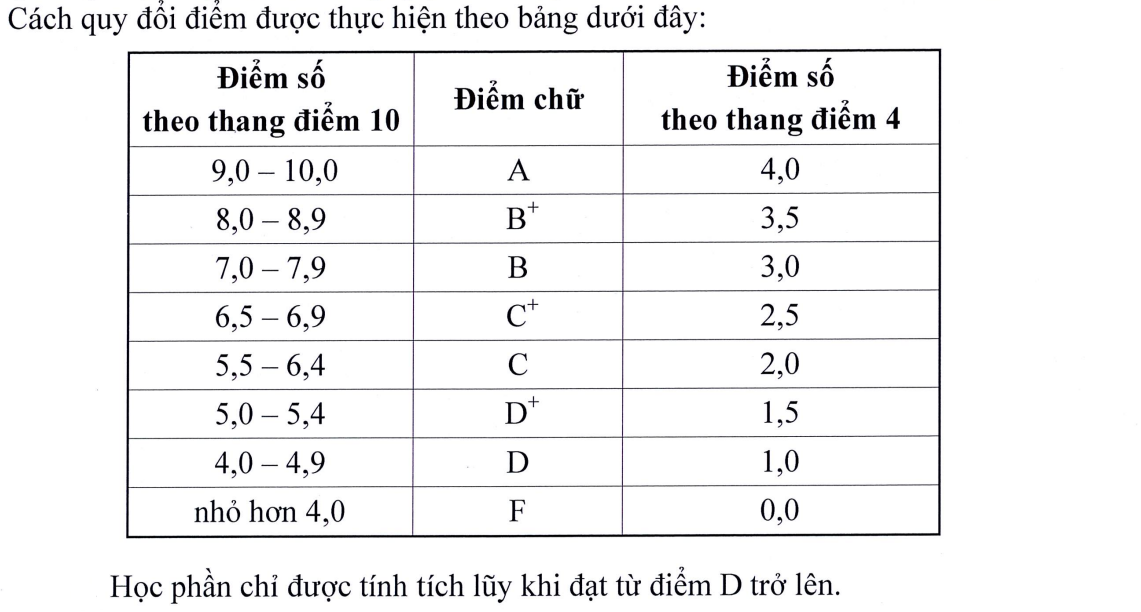 Cách quy đổi điểm được thực hiện theo bảng dưới đây:
Điểm số
theo thang điểm 10
Điểm chữ
Điểm số
theo thang điểm 4
9,0 – 10,0 A 4,0
8,0 – 8,9 B⁺ 3,5
7,0 – 7,9 B 3,0
6,5 – 6,9 C⁺ 2,5
5,5 – 6,4 C 2,0
5,0 – 5,4 D⁺ 1,5
4,0 – 4,9 D 1,0
nhỏ hơn 4,0 F 0,0
Học phần chỉ được tính tích lũy khi đạt từ điểm D trở lên.